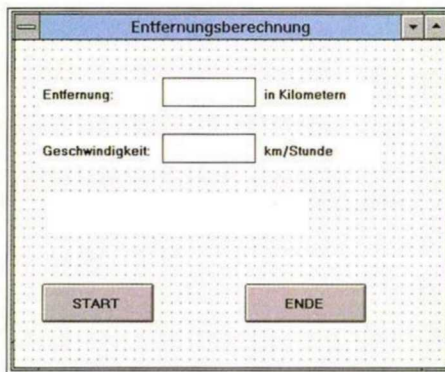 Entfernungsberechnung
Entfernung: in Kilometern
Geschwindigkeit: km/Stunde
START ENDE